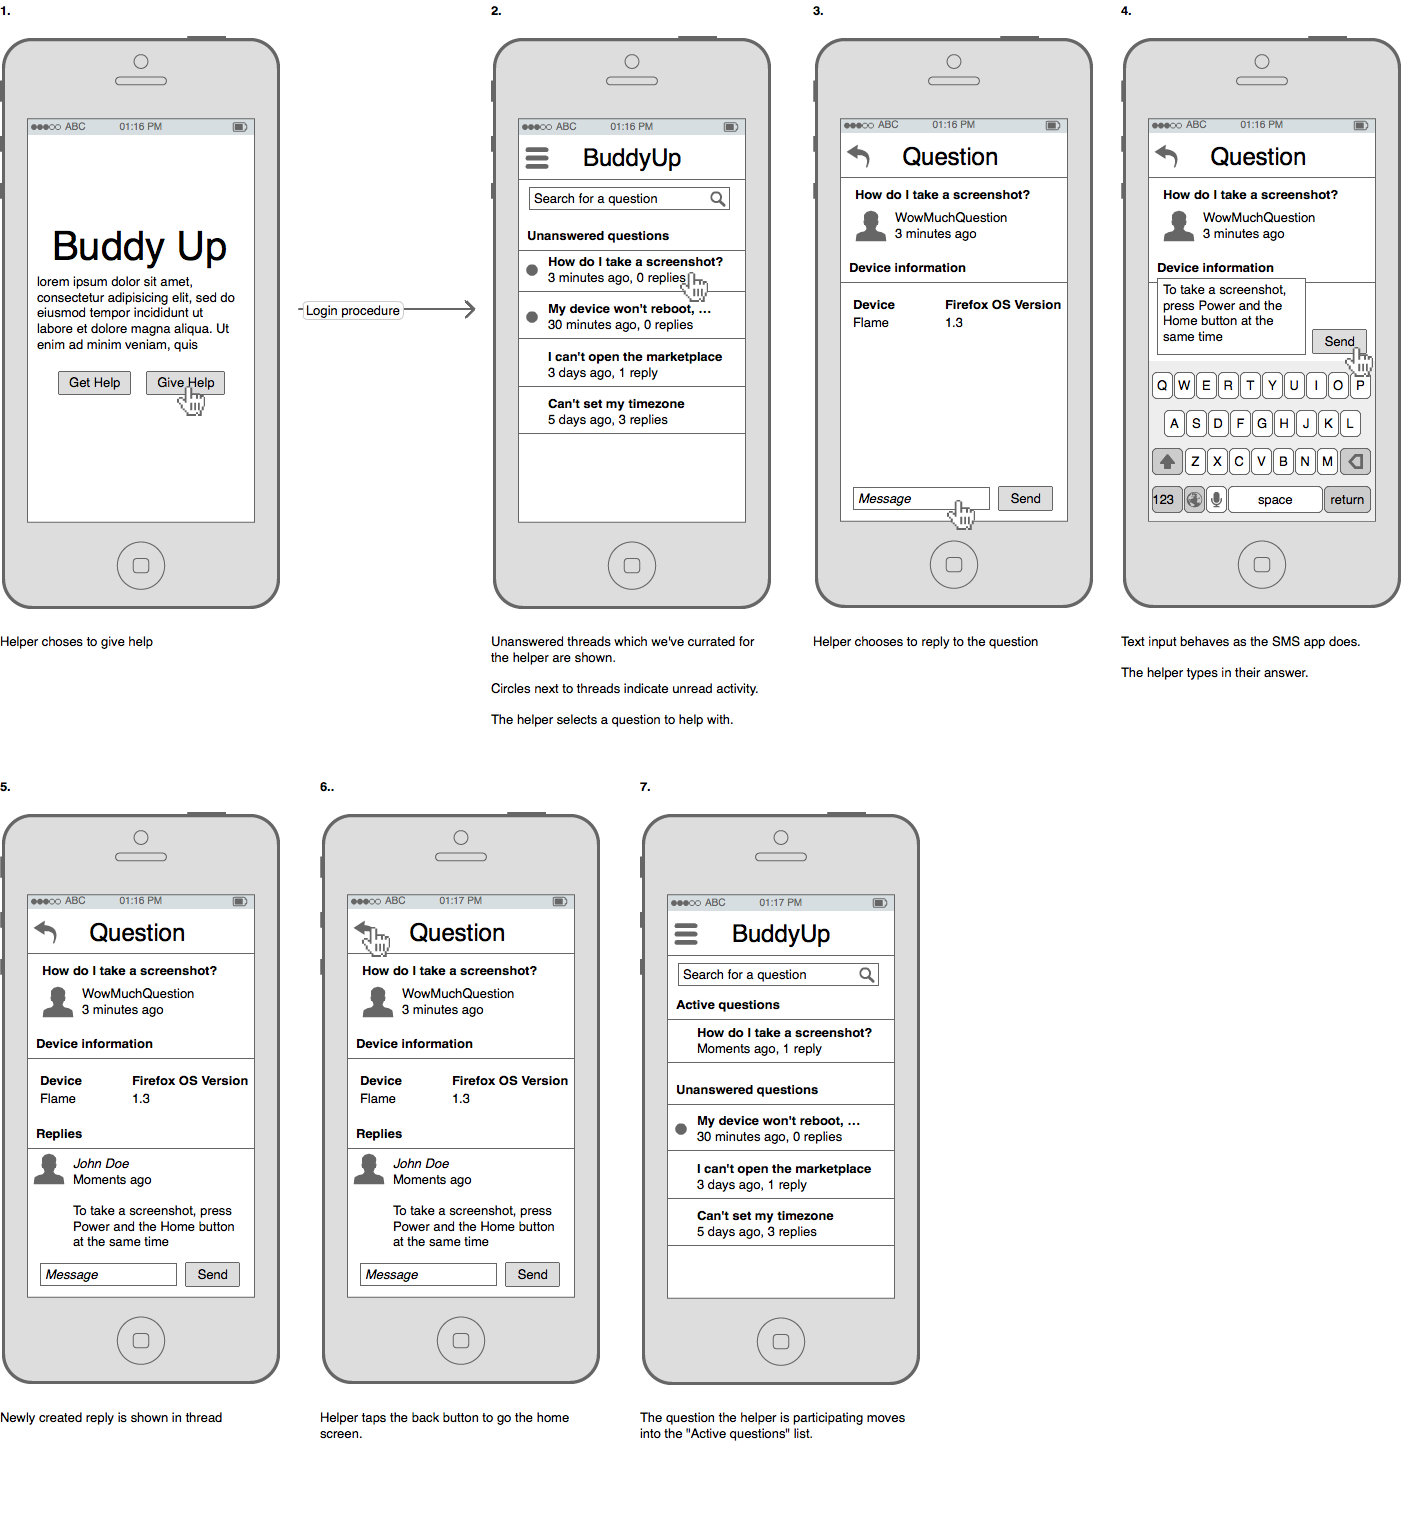 1.
ABC 01:16 PM
Buddy Up
lorem ipsum dolor sit amet,
consectetur adipisicing elit, sed do
eiusmod tempor incididunt ut
labore et dolore magna aliqua. Ut
enim ad minim veniam, quis
Get Help Give Help
Helper choses to give help
Login procedure
2.
ABC 01:16 PM
BuddyUp
Search for a question
Unanswered questions
How do I take a screenshot?
3 minutes ago, 0 replies
My device won't reboot, ...
30 minutes ago, 0 replies
I can't open the marketplace
3 days ago, 1 reply
Can't set my timezone
5 days ago, 3 replies
Unanswered threads which we've currated for
the helper are shown.
Circles next to threads indicate unread activity.
The helper selects a question to help with.
3.
ABC 01:16 PM
Question
How do I take a screenshot?
WowMuchQuestion
3 minutes ago
Device information
Device Firefox OS Version
Flame 1.3
Message Send
Helper chooses to reply to the question
4.
ABC 01:16 PM
Question
How do I take a screenshot?
WowMuchQuestion
3 minutes ago
Device information
To take a screenshot,
press Power and the
Home button at the
same time
Send
Q W E R T Y U I O P
A S D F G H J K L
Z X C V B N M
123 space return
Text input behaves as the SMS app does.
The helper types in their answer.
5.
ABC 01:16 PM
Question
How do I take a screenshot?
WowMuchQuestion
3 minutes ago
Device information
Device Firefox OS Version
Flame 1.3
Replies
John Doe
Moments ago
To take a screenshot, press
Power and the Home button
at the same time
Message Send
Newly created reply is shown in thread
6..
ABC 01:17 PM
Question
How do I take a screenshot?
WowMuchQuestion
3 minutes ago
Device information
Device Firefox OS Version
Flame 1.3
Replies
John Doe
Moments ago
To take a screenshot, press
Power and the Home button
at the same time
Message Send
Helper taps the back button to go the home
screen.
7.
ABC 01:17 PM
BuddyUp
Search for a question
Active questions
How do I take a screenshot?
Moments ago, 1 reply
Unanswered questions
My device won't reboot, ...
30 minutes ago, 0 replies
I can't open the marketplace
3 days ago, 1 reply
Can't set my timezone
5 days ago, 3 replies
The question the helper is participating moves
into the "Active questions" list.